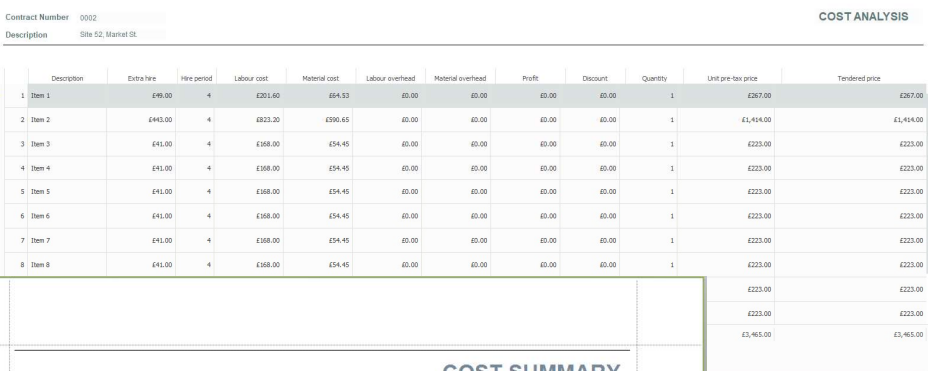 Contract Number 0002 COST ANALYSIS
Description Site 52, Market St.
Description Extra hire Hire period Labour cost Material cost Labour overhead Material overhead Profit Discount Quantity Unit pre-tax price Tendered price
1 Item 1 £49.00 4 £201.60 £64.53 £0.00 £0.00 £0.00 £0.00 1 £267.00 £267.00
2 Item 2 £443.00 4 £823.20 £590.65 £0.00 £0.00 £0.00 £0.00 1 £1,414.00 £1,414.00
3 Item 3 £41.00 4 £168.00 £54.45 £0.00 £0.00 £0.00 £0.00 1 £223.00 £223.00
4 Item 4 £41.00 4 £168.00 £54.45 £0.00 £0.00 £0.00 £0.00 1 £223.00 £223.00
5 Item 5 £41.00 4 £168.00 £54.45 £0.00 £0.00 £0.00 £0.00 1 £223.00 £223.00
6 Item 6 £41.00 4 £168.00 £54.45 £0.00 £0.00 £0.00 £0.00 1 £223.00 £223.00
7 Item 7 £41.00 4 £168.00 £54.45 £0.00 £0.00 £0.00 £0.00 1 £223.00 £223.00
8 Item 8 £41.00 4 £168.00 £54.45 £0.00 £0.00 £0.00 £0.00 1 £223.00 £223.00
£223.00 £223.00
£223.00 £223.00
£3,465.00 £3,465.00
COST SUMMARY